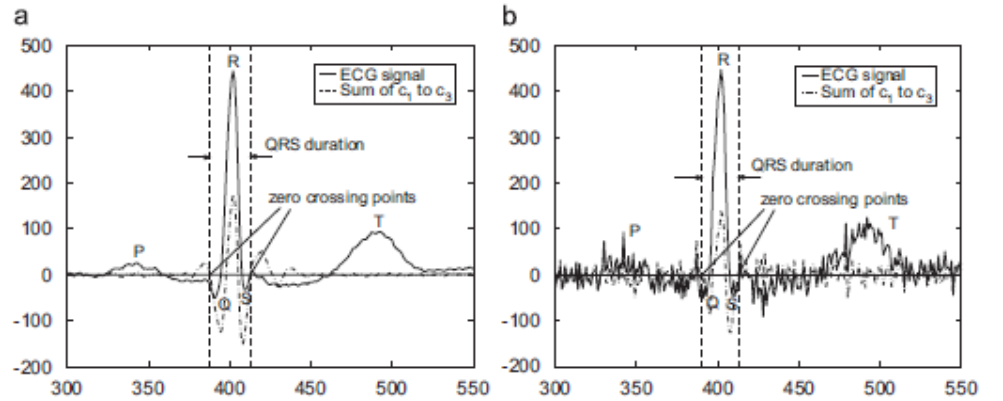 a
500
400
300
200
100
0
-100
-200
300
350
400
450
500
550
ECG signal
Sum of c1 to c3
R
QRS duration
zero crossing points
P
T
Q
S
b
500
400
300
200
100
0
-100
-200
300
350
400
450
500
550
ECG signal
Sum of c1 to c3
R
QRS duration
zero crossing points
P
T
Q
S